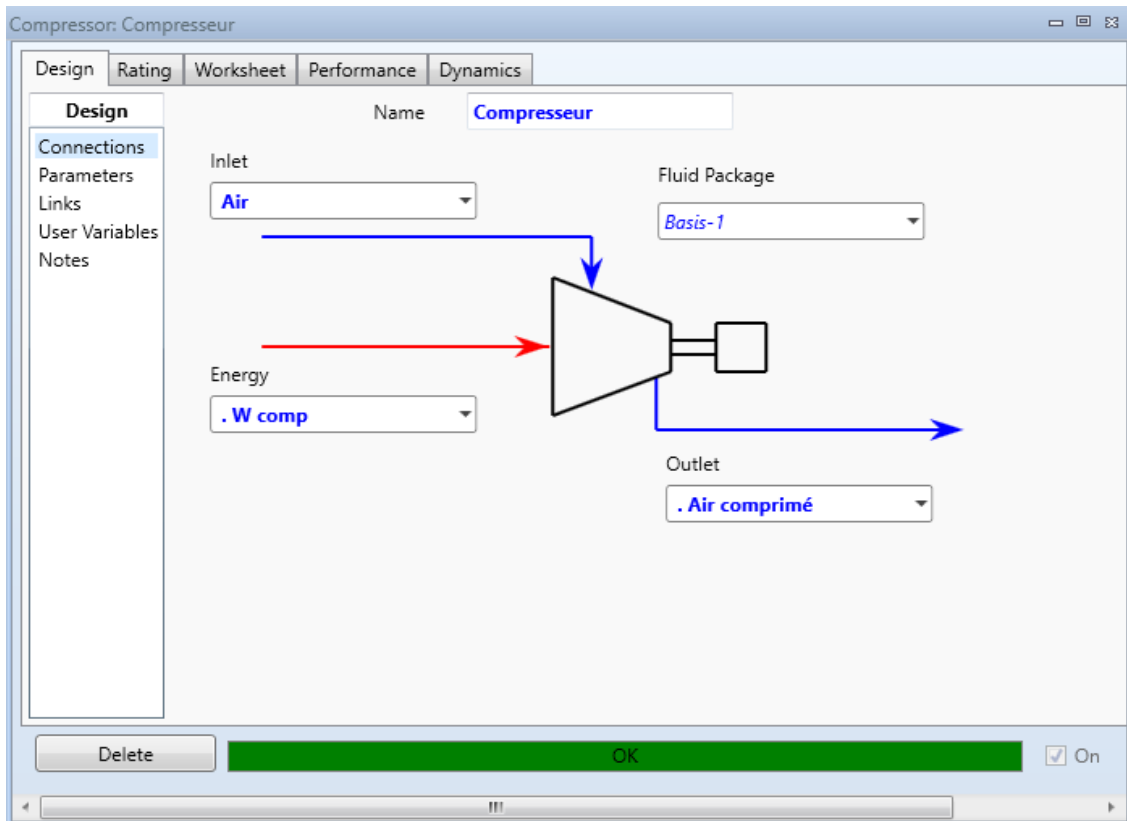 Compressor: Compresseur
Design Rating Worksheet Performance Dynamics
Design
Connections
Parameters
Links
User Variables
Notes
Name Compresseur
Inlet
Air
Fluid Package
Basis-1
Energy
. W comp
Outlet
. Air comprimé
Delete OK On